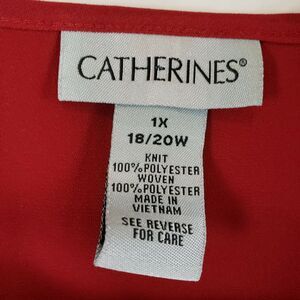 CATHERINES®
1X
18/20W
KNIT
100%POLYESTER
WOVEN
100%POLYESTER
MADE IN
VIETNAM
SEE REVERSE
FOR CARE